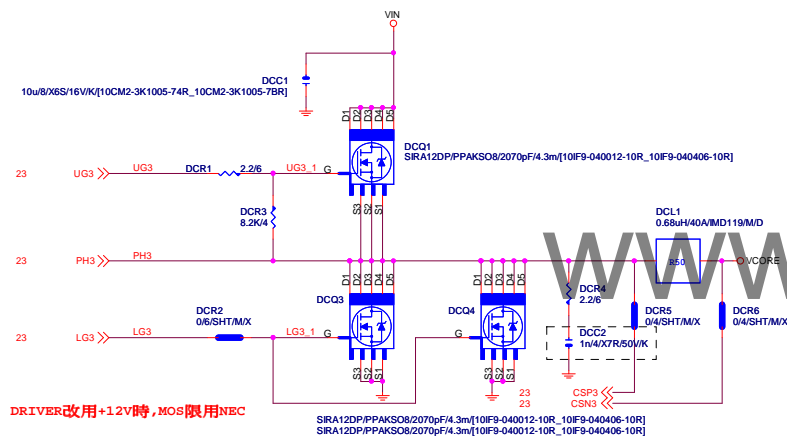 VIN
DCC1
10u/8/X6S/16V/K/[10CM2-3K1005-74R_10CM2-3K1005-7BR]
D1
D2
D3
D4
D5
DCQ1
SIRA12DP/PPAKSO8/2070pF/4.3m/[10IF9-040012-10R_10IF9-040406-10R]
23
UG3
UG3
DCR1
2.2/6
UG3_1
G
S3
S2
S1
DCR3
8.2K/4
DCL1
0.68uH/40A/IMD119/M/D
WWW
23
PH3
PH3
R50
VCORE
D1
D2
D3
D4
D5
D1
D2
D3
D4
D5
DCR4
2.2/6
DCR2
0/6/SHT/M/X
DCQ3
DCQ4
DCR5
0/4/SHT/M/X
DCR6
0/4/SHT/M/X
23
LG3
LG3
LG3_1
G
G
DCC2
1n/4/X7R/50V/K
S3
S2
S1
S3
S2
S1
23
CSP3
23
CSN3
DRIVER改用+12V時,MOS限用NEC
SIRA12DP/PPAKSO8/2070pF/4.3m/[10IF9-040012-10R_10IF9-040406-10R]
SIRA12DP/PPAKSO8/2070pF/4.3m/[10IF9-040012-10R_10IF9-040406-10R]